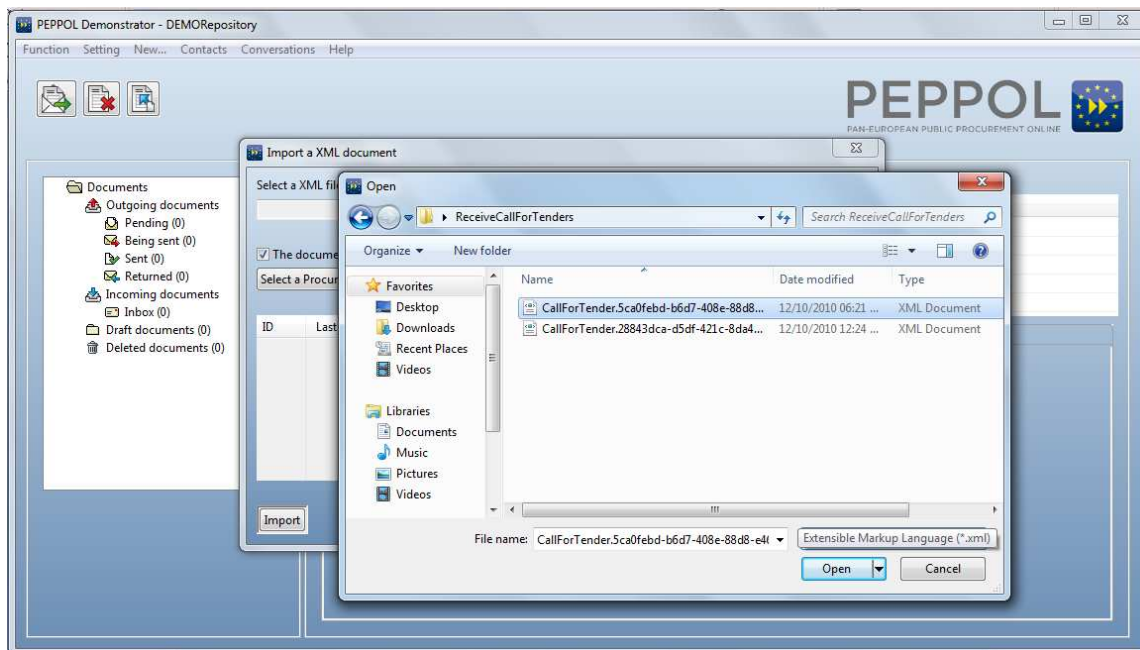 PEPPOL Demonstrator - DEMORepository
Function Setting New... Contacts Conversations Help
PEPPOL
PAN-EUROPEAN PUBLIC PROCUREMENT ONLINE
Import a XML document
Select a XML fil
The docume
Select a Procur
ID Last
Import
Documents
Outgoing documents
Pending (0)
Being sent (0)
Sent (0)
Returned (0)
Incoming documents
Inbox (0)
Draft documents (0)
Deleted documents (0)
Open
ReceiveCallForTenders
Search ReceiveCallForTenders
Organize New folder
Favorites
Desktop
Downloads
Recent Places
Videos
Libraries
Documents
Music
Pictures
Videos
Name Date modified Type
CallForTender.5ca0febd-b6d7-408e-88d8... 12/10/2010 06:21 ... XML Document
CallForTender.28843dca-d5df-421c-8da4... 12/10/2010 12:24 ... XML Document
File name: CallForTender.5ca0febd-b6d7-408e-88d8-e4 Extensible Markup Language (*.xml)
Open Cancel